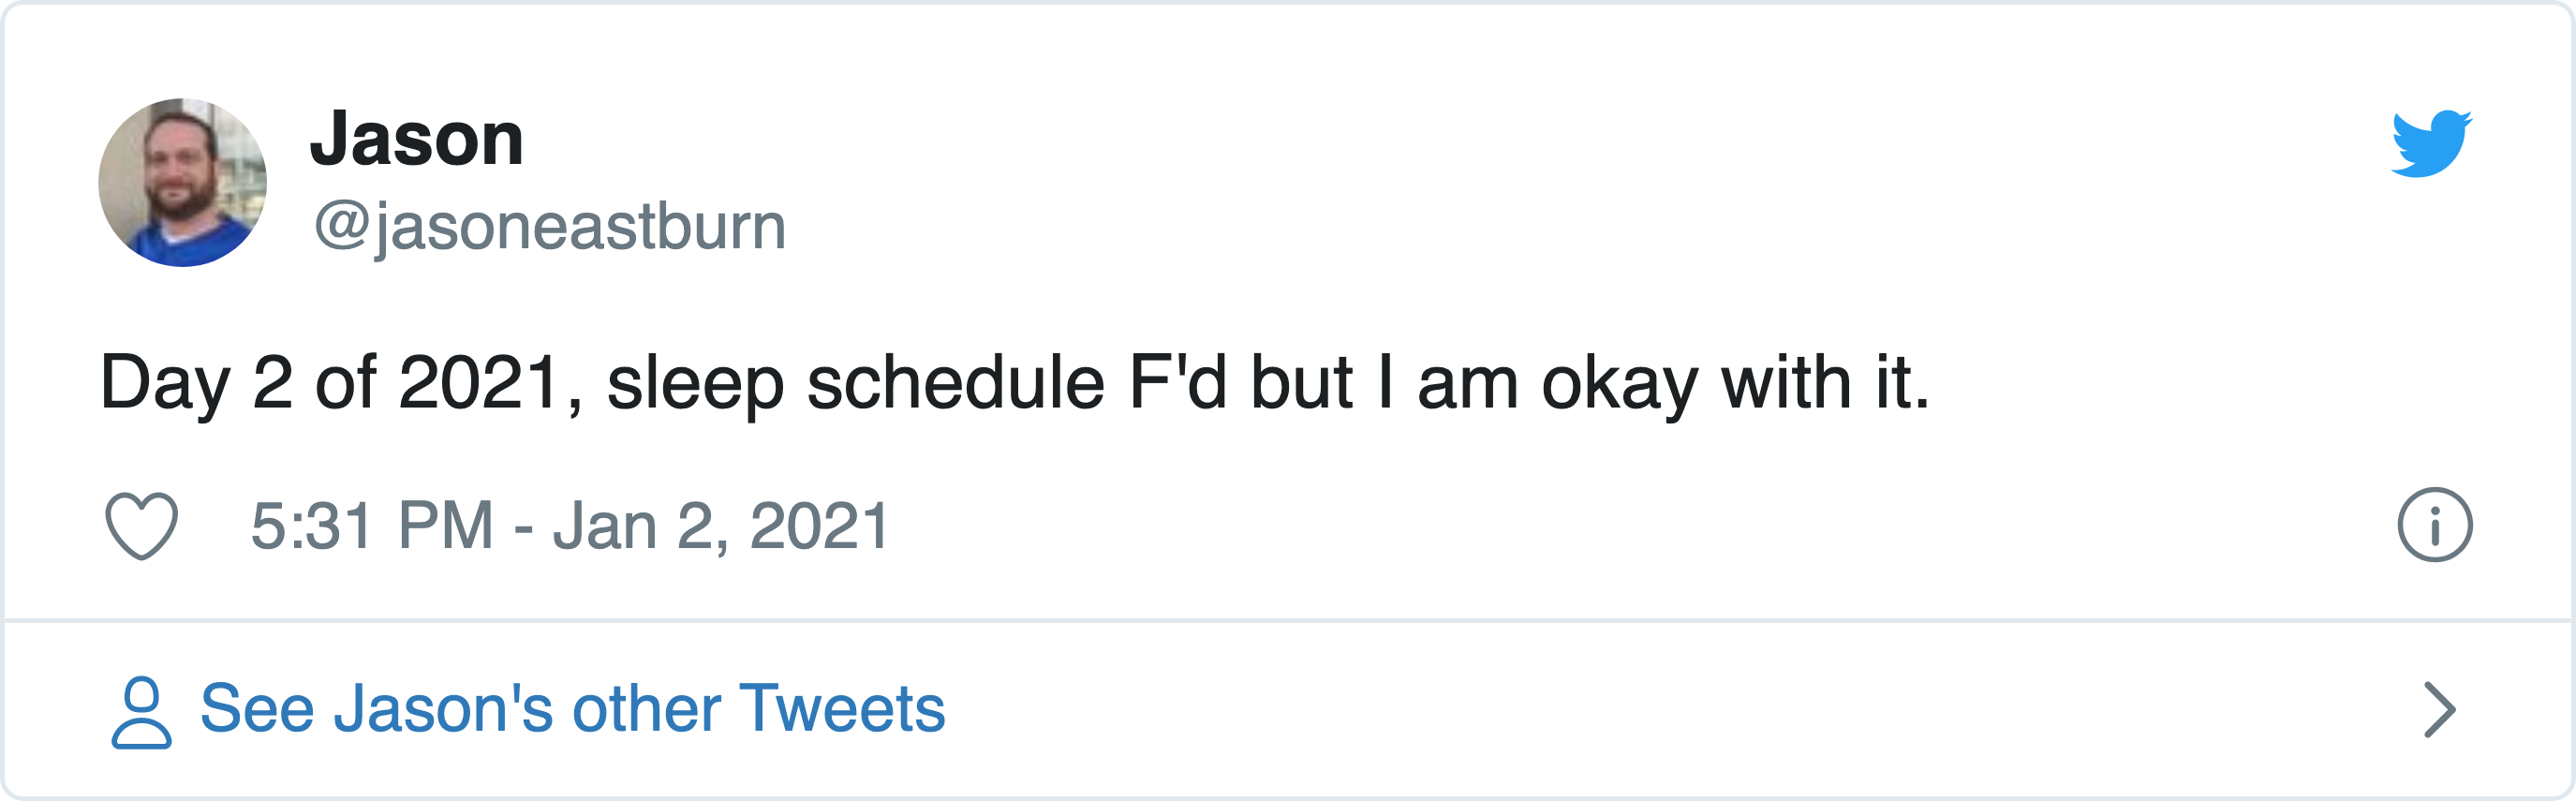 Jason
@jasoneastburn
Day 2 of 2021, sleep schedule F'd but I am okay with it.
5:31 PM - Jan 2, 2021
See Jason's other Tweets